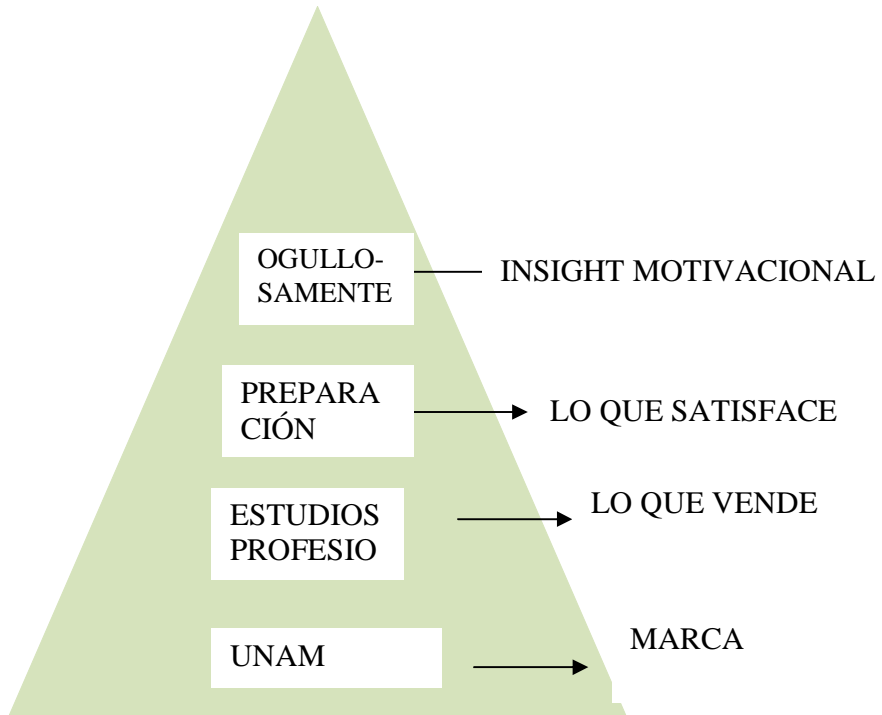 OGULLO-
SAMENTE
INSIGHT MOTIVACIONAL
PREPARA
CIÓN
LO QUE SATISFACE
ESTUDIOS
PROFESIO
LO QUE VENDE
UNAM
MARCA